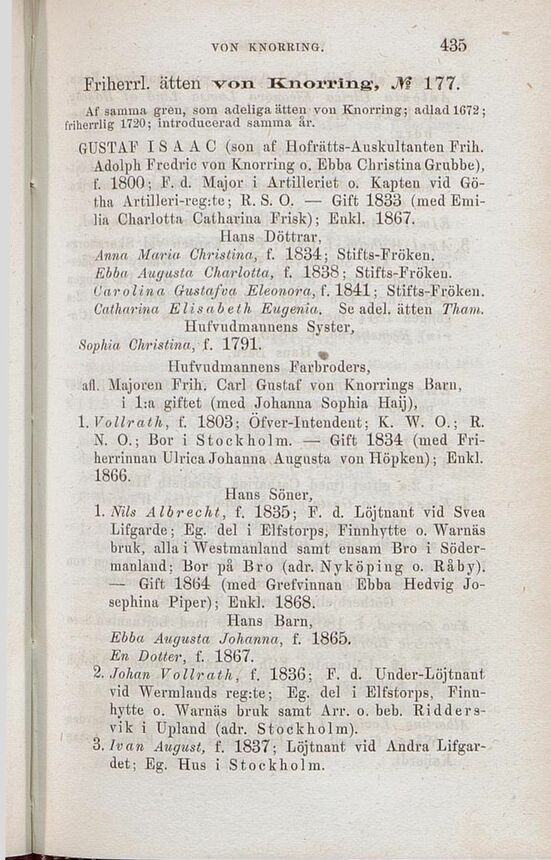 VON KNORRING. 435
Friherrl. ätten von Knorring, № 177.
Af samma gren, som adeliga ätten von Knorring; adlad 1672;
friherrlig 1720; introducerad samma år.
GUSTAF ISAAC (son af Hofrätts-Auskultanten Frih.
Adolph Fredric von Knorring o. Ebba Christina Grubbe),
f. 1800; F. d. Major i Artilleriet o. Kapten vid Gö-
tha Artilleri-reg:te; R. S. O. — Gift 1833 (med Emi-
lia Charlotta Catharina Frisk); Enkl. 1867.
Hans Döttrar,
Anna Maria Christina, f. 1834; Stifts-Fröken.
Ebba Augusta Charlotta, f. 1838; Stifts-Fröken.
Carolina Gustafva Eleonora, f. 1841; Stifts-Fröken.
Catharina Elisabeth Eugenia. Se adel. ätten Tham.
Hufvudmannens Syster,
Sophia Christina, f. 1791.
Hufvudmannens Farbroders,
afl. Majoren Frih. Carl Gustaf von Knorrings Barn,
i 1:a giftet (med Johanna Sophia Haij),
1. Vollrath, f. 1803; Öfver-Intendent; K. W. O.; R.
N. O.; Bor i Stockholm. — Gift 1834 (med Fri-
herrinnan Ulrica Johanna Augusta von Höpken); Enkl.
1866.
Hans Söner,
1. Nils Albrecht, f. 1835; F. d. Löjtnant vid Svea
Lifgarde; Eg. del i Elfstorps, Finnhytte o. Warnäs
bruk, alla i Westmanland samt ensam Bro i Söder-
manland; Bor på Bro (adr. Nyköping o. Råby).
— Gift 1864 (med Grefvinnan Ebba Hedvig Jo-
sephina Piper); Enkl. 1868.
Hans Barn,
Ebba Augusta Johanna, f. 1865.
En Dotter, f. 1867.
2. Johan Vollrath, f. 1836; F. d. Under-Löjtnant
vid Wermlands reg:te; Eg. del i Elfstorps, Finn-
hytte o. Warnäs bruk samt Arr. o. beb. Ridders-
vik i Upland (adr. Stockholm).
3. Ivan August, f. 1837; Löjtnant vid Andra Lifgar-
det; Eg. Hus i Stockholm.